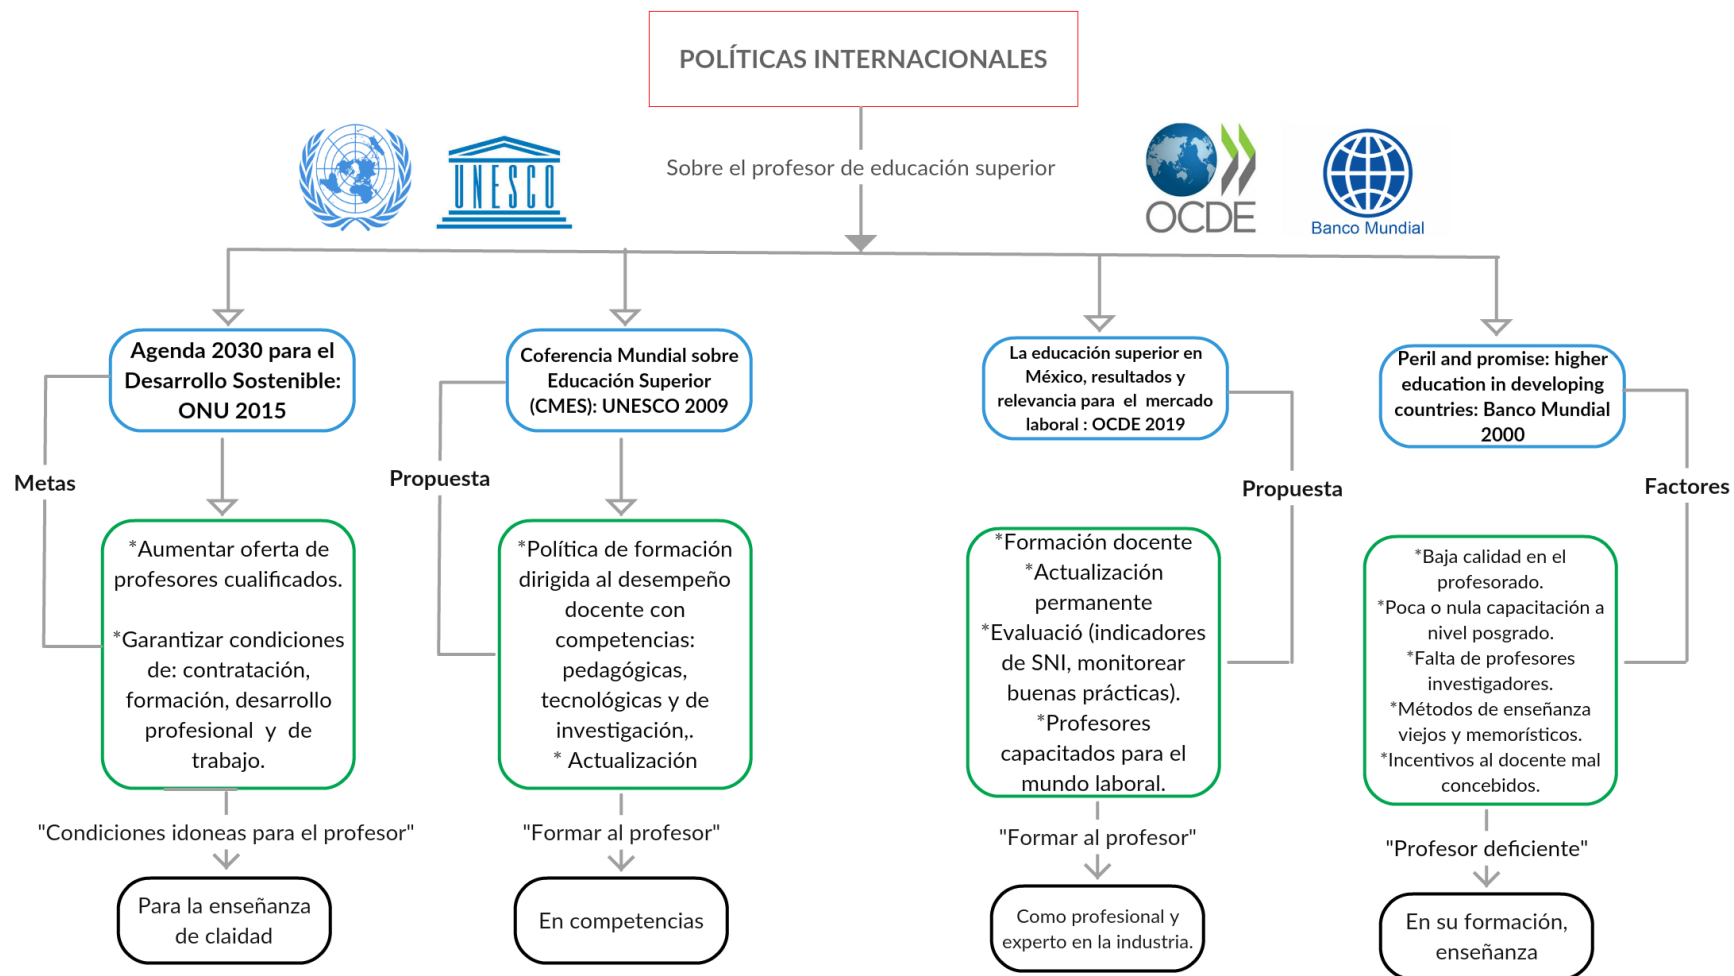 POLÍTICAS INTERNACIONALES
Sobre el profesor de educación superior
UNESCO
OCDE
Banco Mundial
Agenda 2030 para el
Desarrollo Sostenible:
ONU 2015
Metas
*Aumentar oferta de
profesores cualificados.
*Garantizar condiciones
de: contratación,
formación, desarrollo
profesional y de
trabajo.
"Condiciones idoneas para el profesor"
Para la enseñanza
de claidad
Coferencia Mundial sobre
Educación Superior
(CMES): UNESCO 2009
Propuesta
*Política de formación
dirigida al desempeño
docente con
competencias:
pedagógicas,
tecnológicas y de
investigación,.
* Actualización
"Formar al profesor"
En competencias
La educación superior en
México, resultados y
relevancia para el mercado
laboral : OCDE 2019
Propuesta
*Formación docente
*Actualización
permanente
*Evaluació (indicadores
de SNI, monitorear
buenas prácticas).
*Profesores
capacitados para el
mundo laboral.
"Formar al profesor"
Como profesional y
experto en la industria.
Peril and promise: higher
education in developing
countries: Banco Mundial
2000
Factores
*Baja calidad en el
profesorado.
*Poca o nula capacitación a
nivel posgrado.
*Falta de profesores
investigadores.
*Métodos de enseñanza
viejos y memorísticos.
*Incentivos al docente mal
concebidos.
"Profesor deficiente"
En su formación,
enseñanza